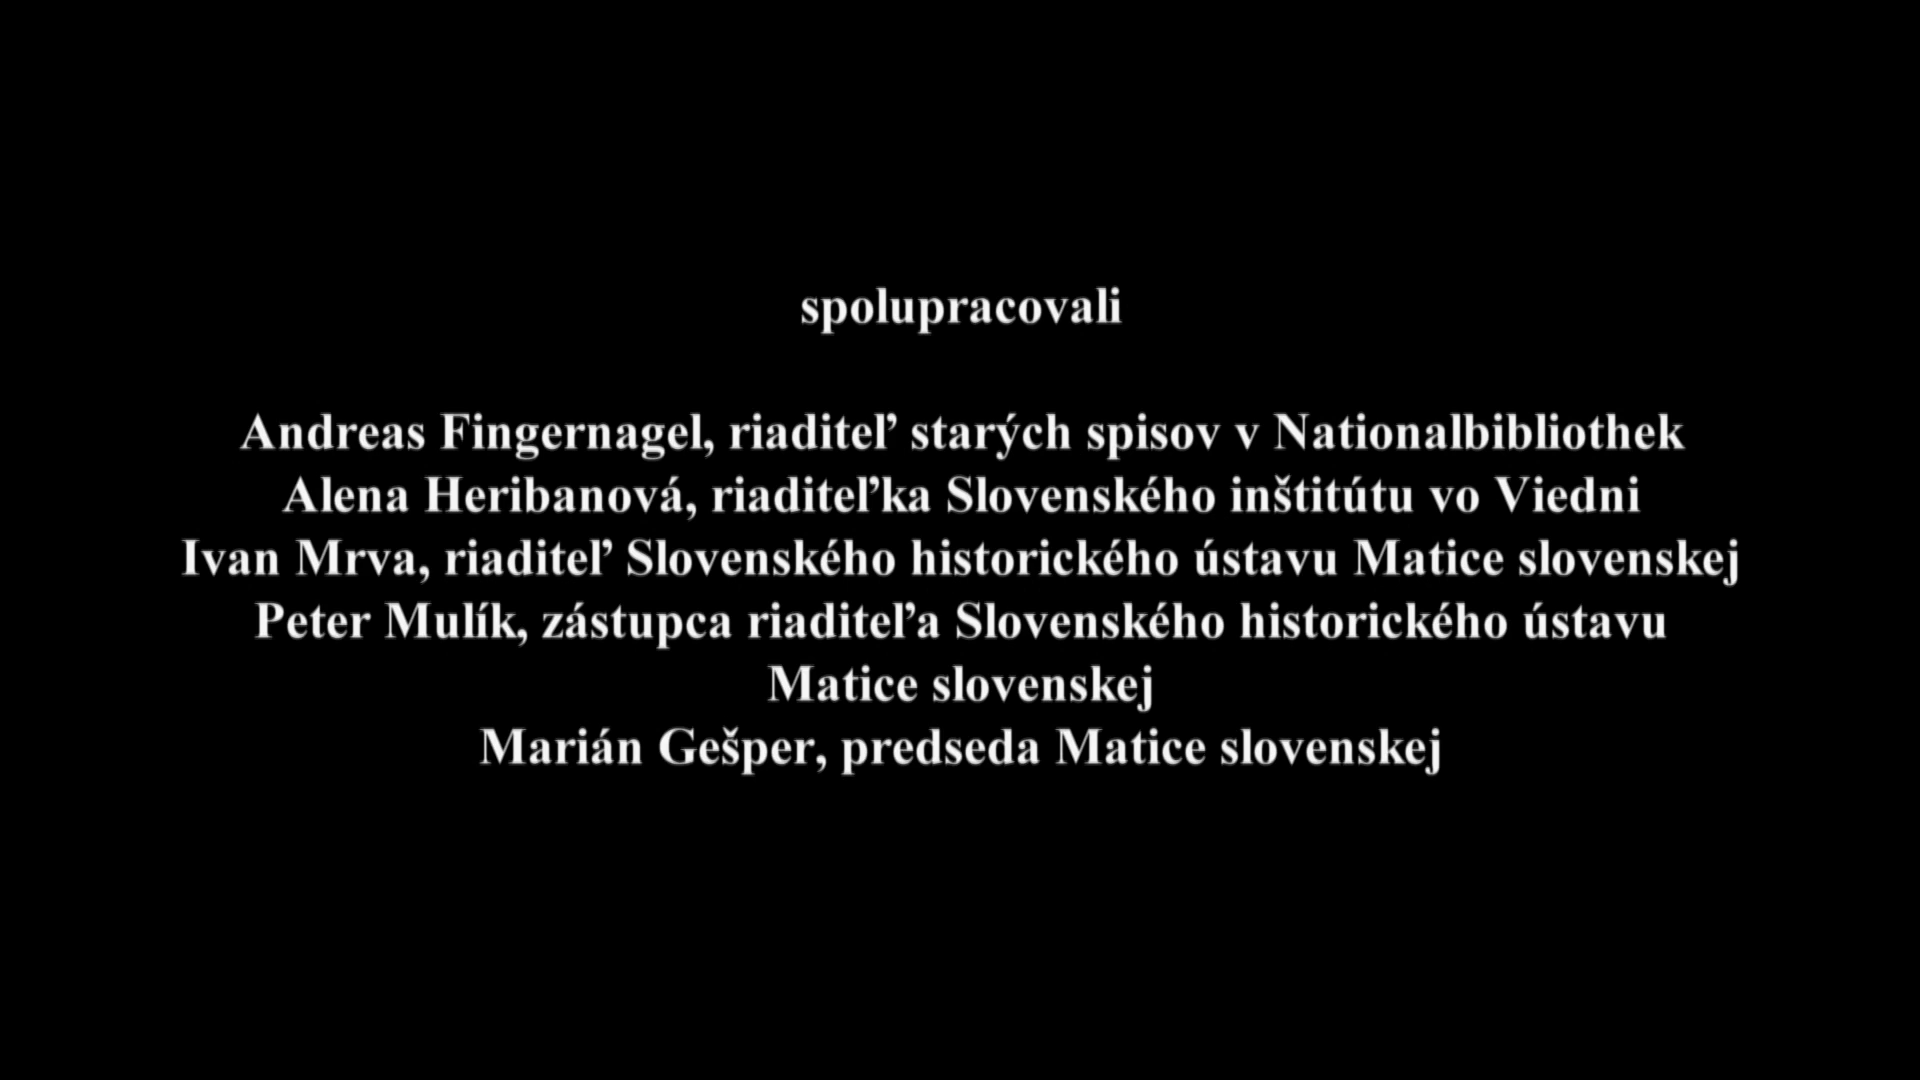 spolupracovali
Andreas Fingernagel, riaditeľ starých spisov v Nationalbibliothek
Alena Heribanová, riaditeľka Slovenského inštitútu vo Viedni
Ivan Mrva, riaditeľ Slovenského historického ústavu Matice slovenskej
Peter Mulík, zástupca riaditeľa Slovenského historického ústavu
Matice slovenskej
Marián Gešper, predseda Matice slovenskej